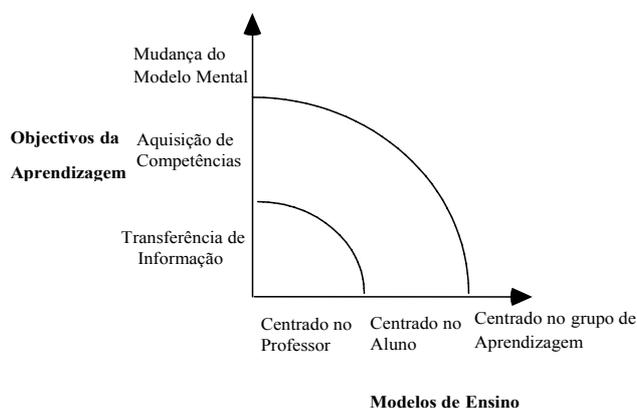 Mudança do
Modelo Mental
Objectivos da
Aprendizagem
Aquisição de
Competências
Transferência de
Informação
Centrado no
Professor
Centrado no
Aluno
Centrado no grupo de
Aprendizagem
Modelos de Ensino